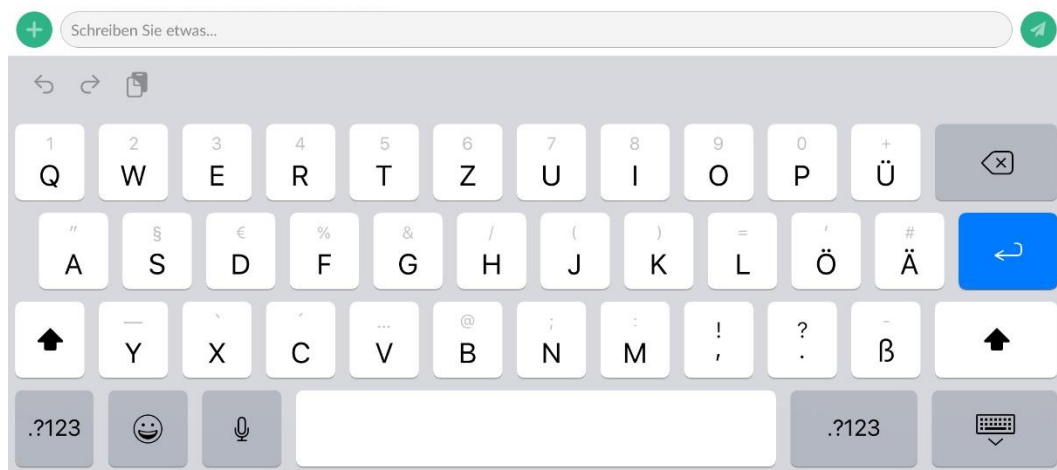 Schreiben Sie etwas...
1 2 3 4 5 6 7 8 9 0 +
Q W E R T Z U I O P Ü
" § € % & / ( ) = ' #
A S D F G H J K L Ö Ä
— ` ´ ... @ ; : ! ? -
Y X C V B N M , . ß
.?123 .?123